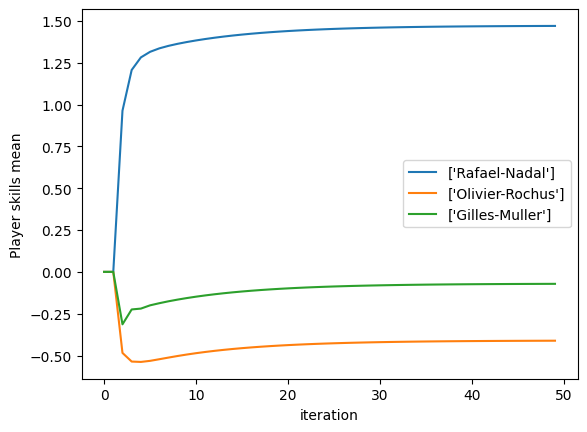 1.50
1.25
1.00
0.75
0.50
0.25
0.00
−0.25
−0.50
Player skills mean
['Rafael-Nadal']
['Olivier-Rochus']
['Gilles-Muller']
0 10 20 30 40 50
iteration